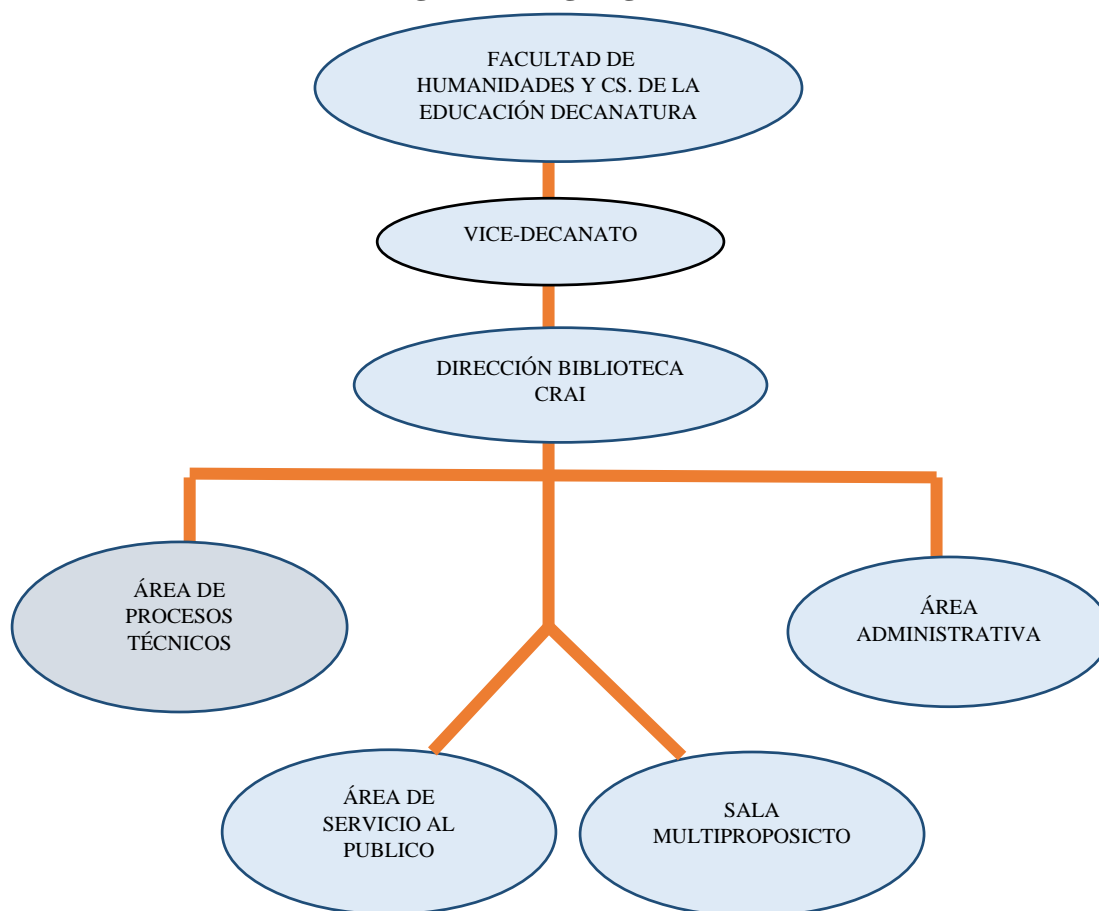 FACULTAD DE
HUMANIDADES Y CS. DE LA
EDUCACIÓN DECANATURA
VICE-DECANATO
DIRECCIÓN BIBLIOTECA
CRAI
ÁREA DE
PROCESOS
TÉCNICOS
ÁREA
ADMINISTRATIVA
ÁREA DE
SERVICIO AL
PUBLICO
SALA
MULTIPROPOSICTO